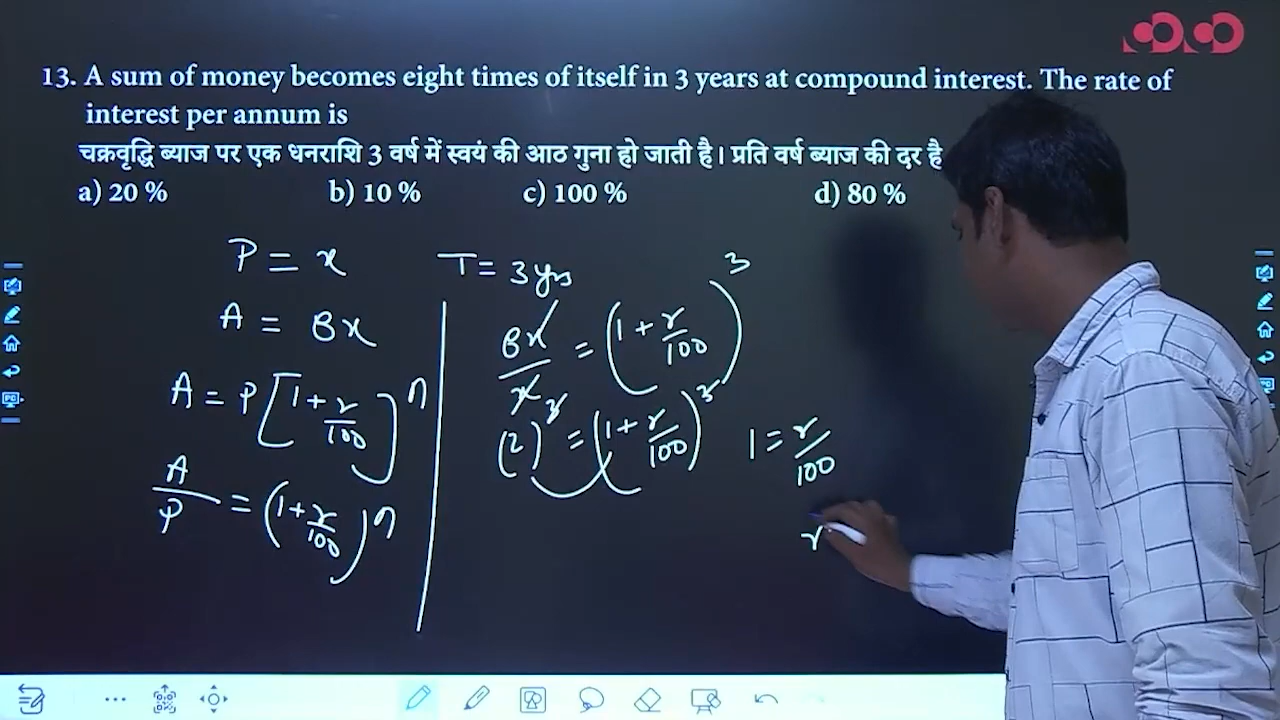 13. A sum of money becomes eight times of itself in 3 years at compound interest. The rate of
interest per annum is
चक्रवृद्धि ब्याज पर एक धनराशि 3 वर्ष में स्वयं की आठ गुना हो जाती है। प्रति वर्ष ब्याज की दर है
a) 20 % b) 10 % c) 100 % d) 80 %
P = x
A = 8x
A = P[1 + r/100]^n
A/P = (1 + r/100)^n
T = 3 yrs
8x/x = (1 + r/100)^3
(2)^3 = (1 + r/100)^3
1 = r/100
r